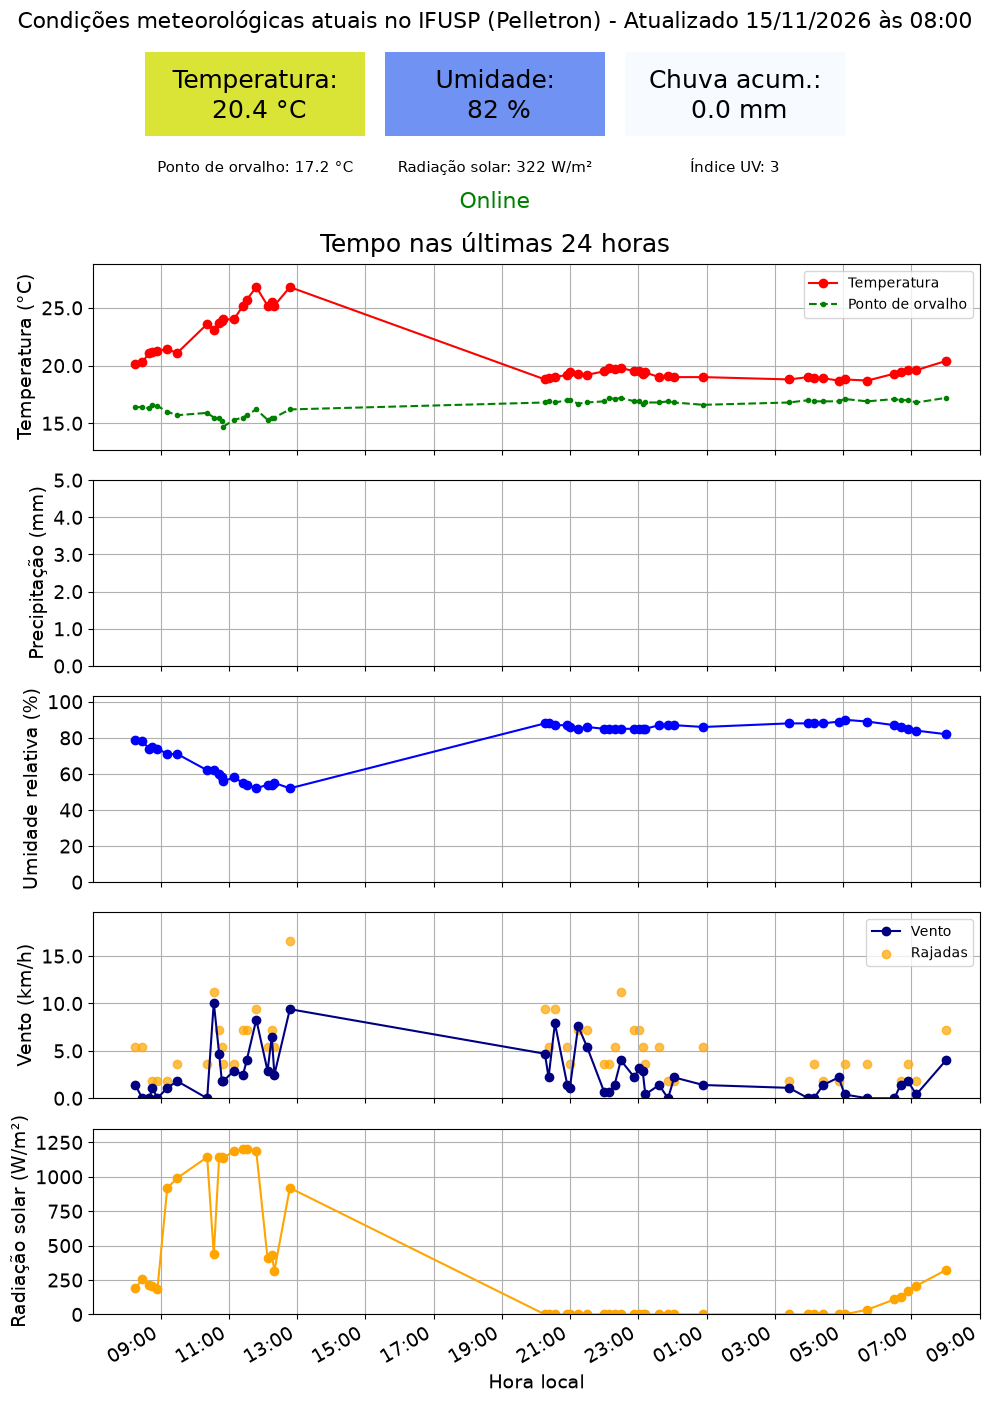 Condições meteorológicas atuais no IFUSP (Pelletron) - Atualizado 15/11/2026 às 08:00
Temperatura:
20.4 °C
Umidade:
82 %
Chuva acum.:
0.0 mm
Ponto de orvalho: 17.2 °C
Radiação solar: 322 W/m²
Índice UV: 3
Online
Tempo nas últimas 24 horas
Temperatura (°C)
25.0
20.0
15.0
Temperatura
Ponto de orvalho
Precipitação (mm)
5.0
4.0
3.0
2.0
1.0
0.0
Umidade relativa (%)
100
80
60
40
20
0
Vento (km/h)
15.0
10.0
5.0
0.0
Vento
Rajadas
Radiação solar (W/m²)
1250
1000
750
500
250
0
09:00
11:00
13:00
15:00
17:00
19:00
21:00
23:00
01:00
03:00
05:00
07:00
09:00
Hora local